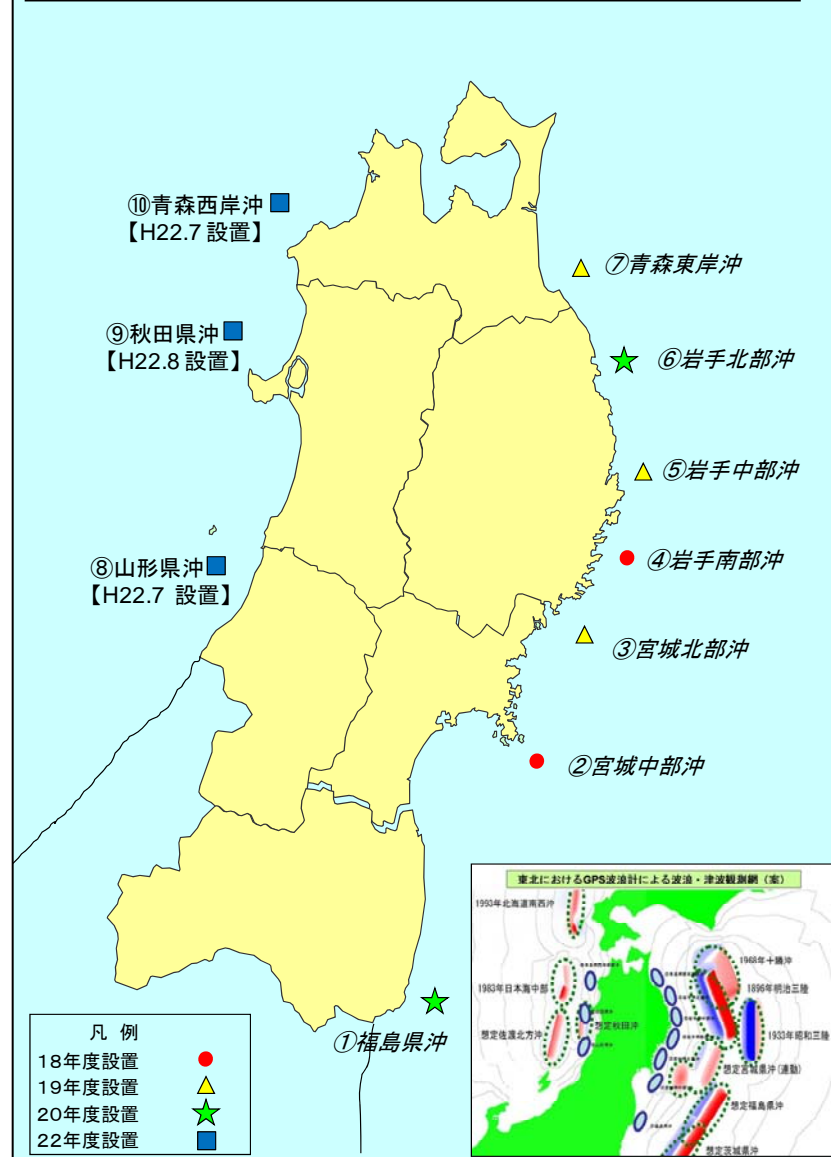 ⑩青森西岸沖
【H22.7 設置】
⑦青森東岸沖
⑨秋田県沖
【H22.8 設置】
⑥岩手北部沖
⑤岩手中部沖
④岩手南部沖
⑧山形県沖
【H22.7 設置】
③宮城北部沖
②宮城中部沖
①福島県沖
凡 例
18年度設置
19年度設置
20年度設置
22年度設置
東北におけるGPS波浪計による波浪・津波観測網（案）
1993年北海道南西沖
1968年十勝沖
1983年日本海中部
1896年明治三陸
想定秋田沖
1933年昭和三陸
想定佐渡北方沖
想定宮城県沖(連動)
想定福島県沖
想定茨城県沖